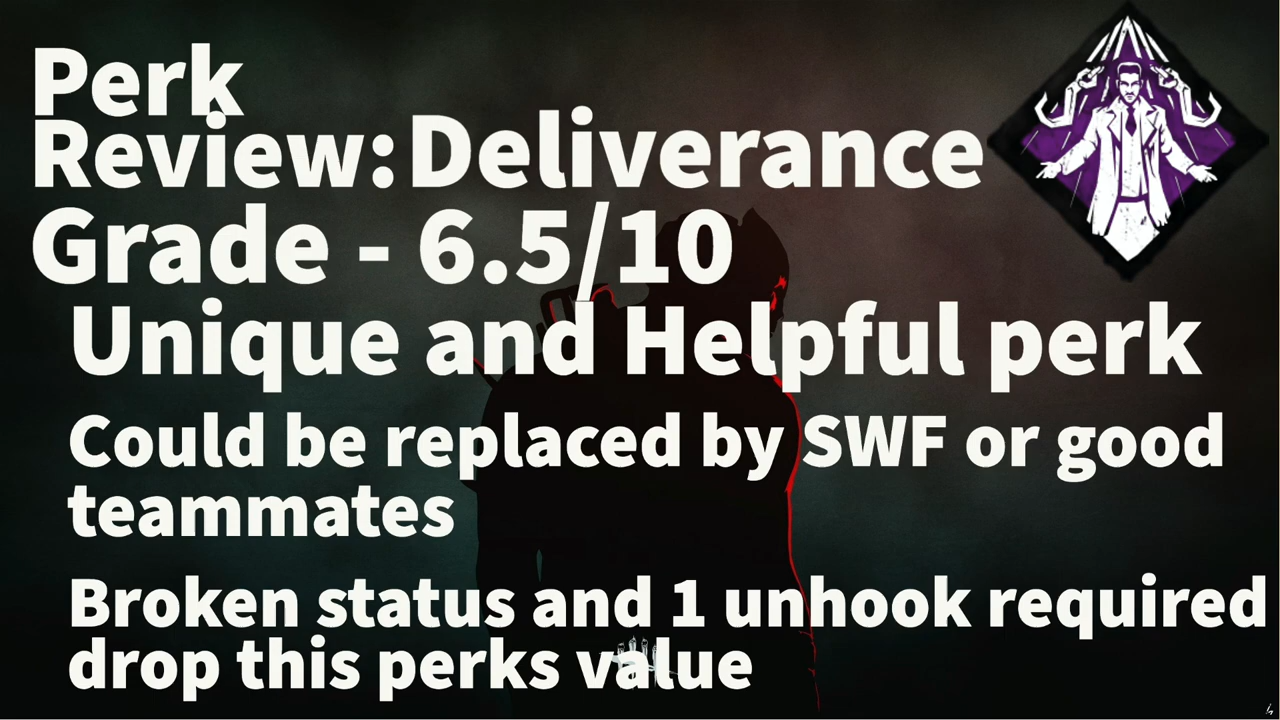 Perk
Review: Deliverance
Grade - 6.5/10
Unique and Helpful perk
Could be replaced by SWF or good
teammates
Broken status and 1 unhook required
drop this perks value